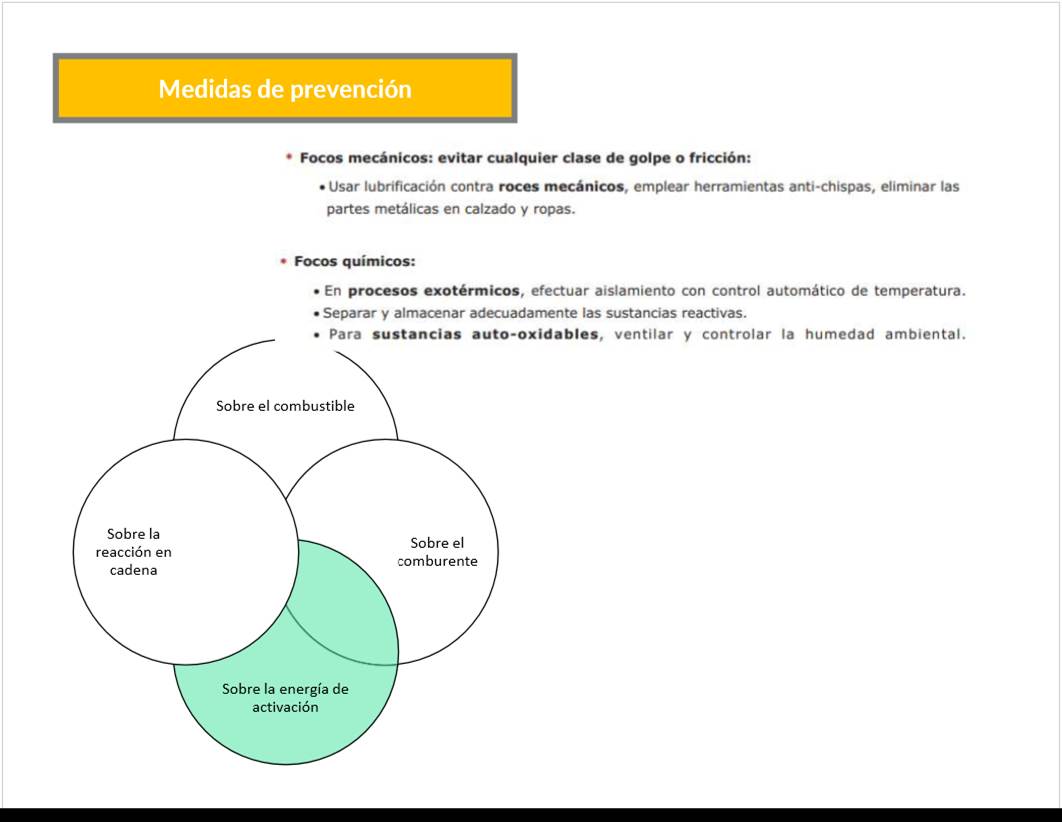 Medidas de prevención
• Focos mecánicos: evitar cualquier clase de golpe o fricción:
• Usar lubrificación contra roces mecánicos, emplear herramientas anti-chispas, eliminar las
partes metálicas en calzado y ropas.
• Focos químicos:
• En procesos exotérmicos, efectuar aislamiento con control automático de temperatura.
• Separar y almacenar adecuadamente las sustancias reactivas.
• Para sustancias auto-oxidables, ventilar y controlar la humedad ambiental.
Sobre el combustible
Sobre la
reacción en
cadena
Sobre el
comburente
Sobre la energía de
activación